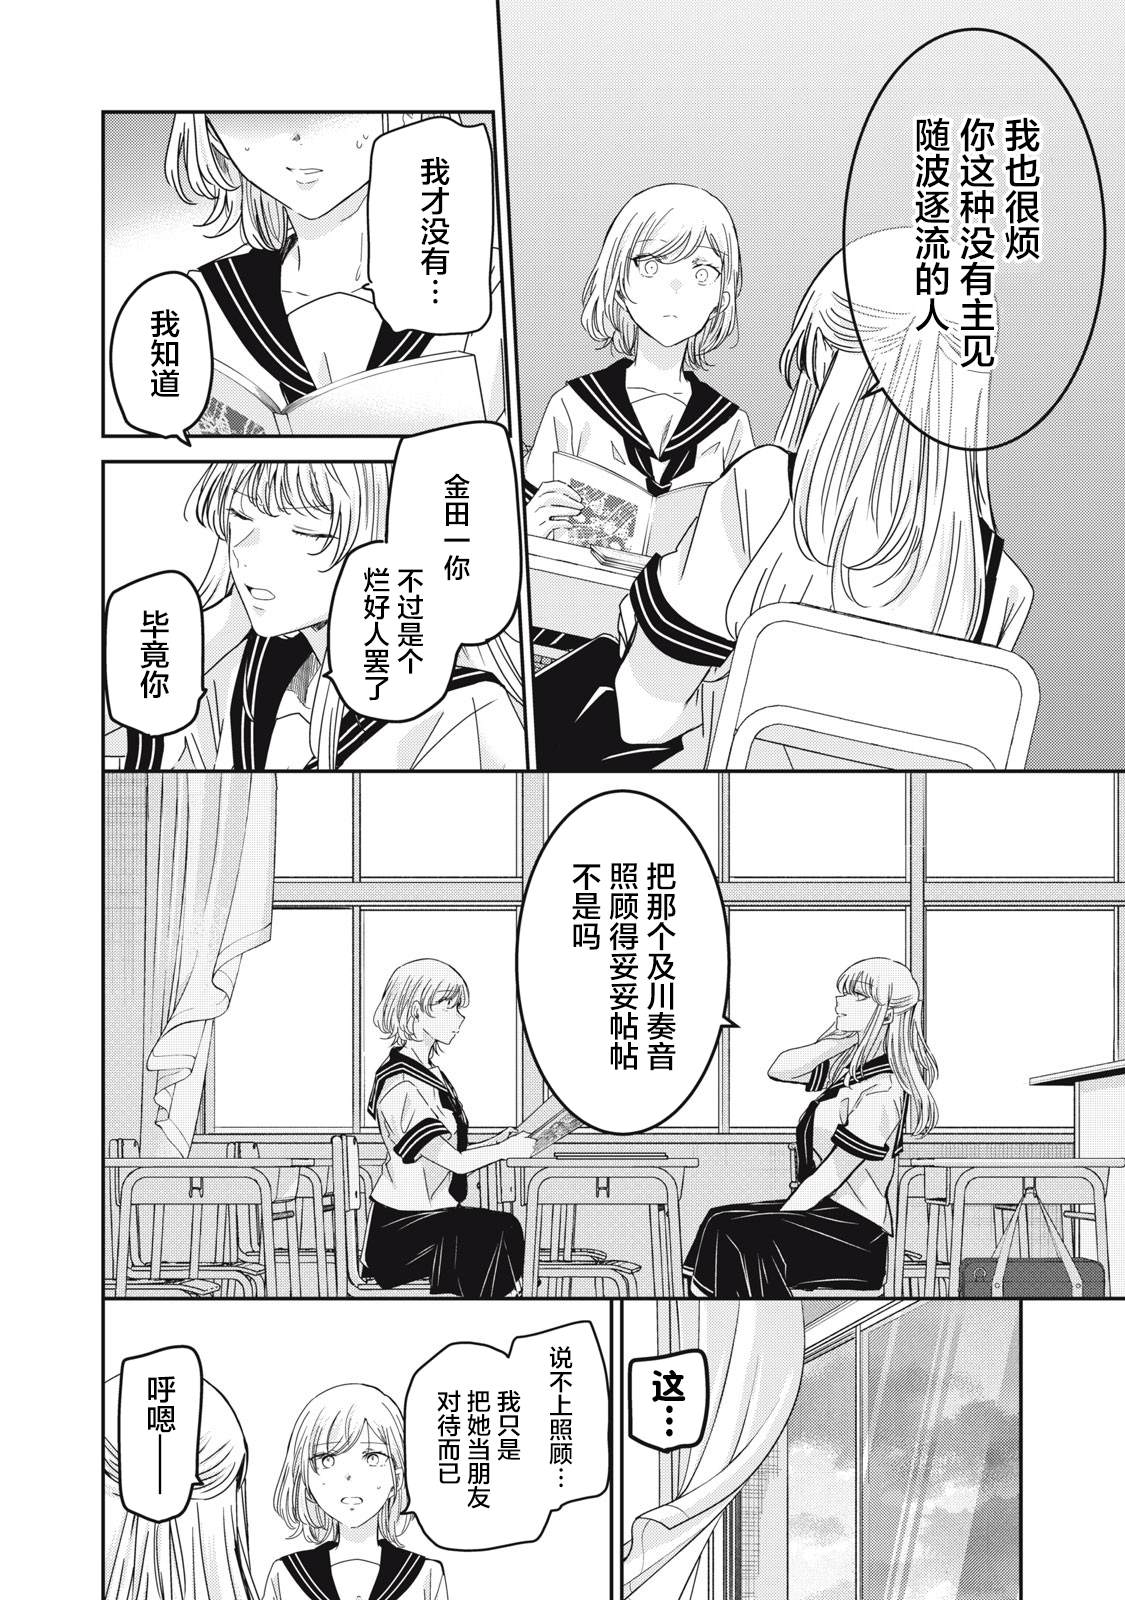 我也很烦
你这种没有主见
随波逐流的人
我才没有…
我知道
金田一你
不过是个
烂好人罢了
毕竟你
把那个及川奏音
照顾得妥妥帖帖
不是吗
这…
说不上照顾…
我只是
把她当朋友
对待而已
呼嗯——